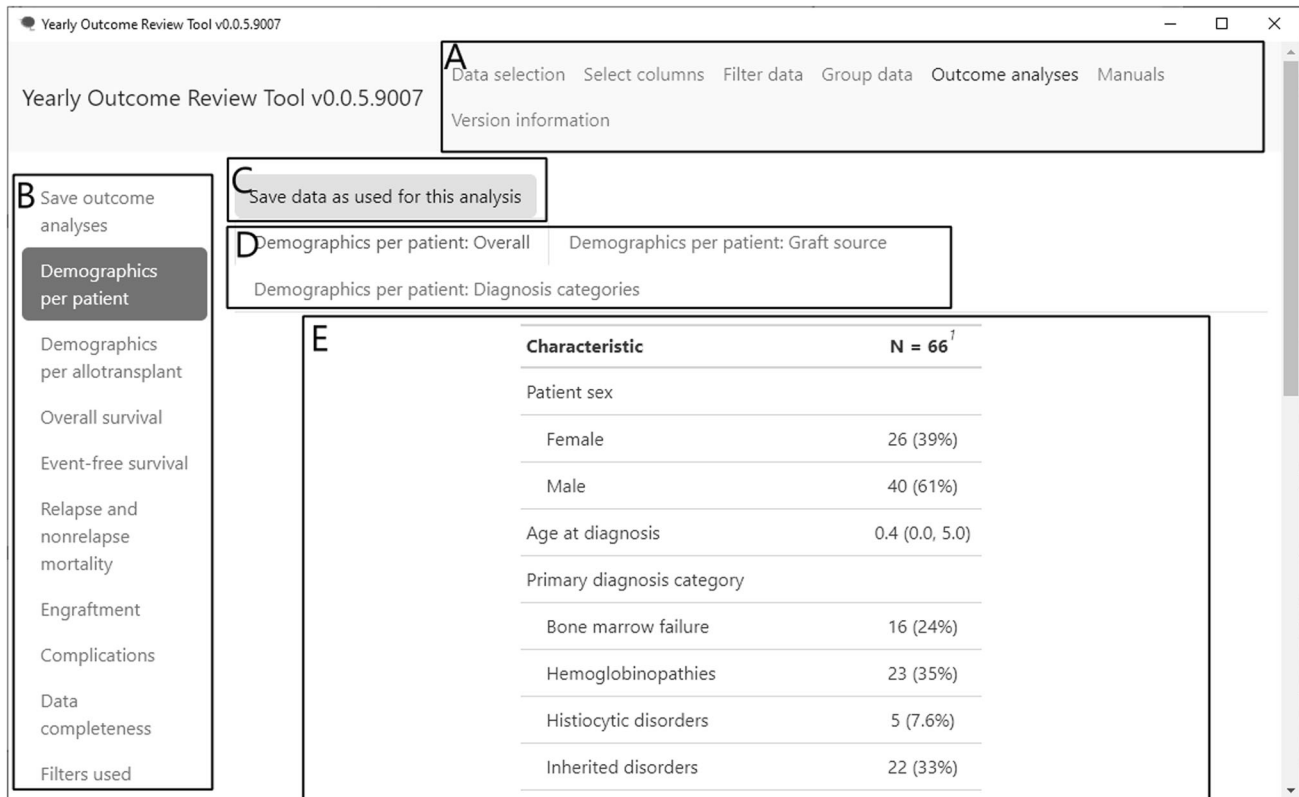 Yearly Outcome Review Tool v0.0.5.9007
Yearly Outcome Review Tool v0.0.5.9007
A
Data selection Select columns Filter data Group data Outcome analyses Manuals
Version information
B
Save outcome
analyses
Demographics
per patient
Demographics
per allotransplant
Overall survival
Event-free survival
Relapse and
nonrelapse
mortality
Engraftment
Complications
Data
completeness
Filters used
C
Save data as used for this analysis
D
Demographics per patient: Overall Demographics per patient: Graft source
Demographics per patient: Diagnosis categories
E
Characteristic N = 66¹
Patient sex
Female 26 (39%)
Male 40 (61%)
Age at diagnosis 0.4 (0.0, 5.0)
Primary diagnosis category
Bone marrow failure 16 (24%)
Hemoglobinopathies 23 (35%)
Histiocytic disorders 5 (7.6%)
Inherited disorders 22 (33%)